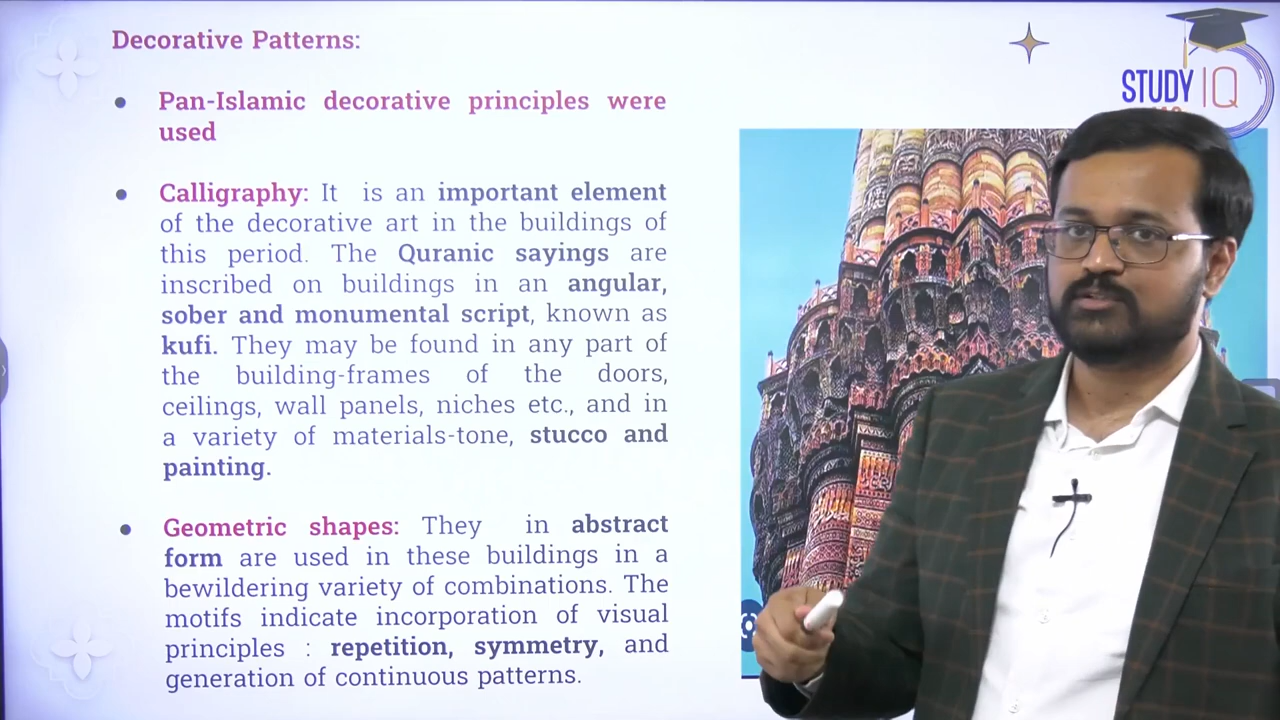 Decorative Patterns:
● Pan-Islamic decorative principles were
used
● Calligraphy: It is an important element
of the decorative art in the buildings of
this period. The Quranic sayings are
inscribed on buildings in an angular,
sober and monumental script, known as
kufi. They may be found in any part of
the building-frames of the doors,
ceilings, wall panels, niches etc., and in
a variety of materials-tone, stucco and
painting.
● Geometric shapes: They in abstract
form are used in these buildings in a
bewildering variety of combinations. The
motifs indicate incorporation of visual
principles : repetition, symmetry, and
generation of continuous patterns.
STUDY IQ